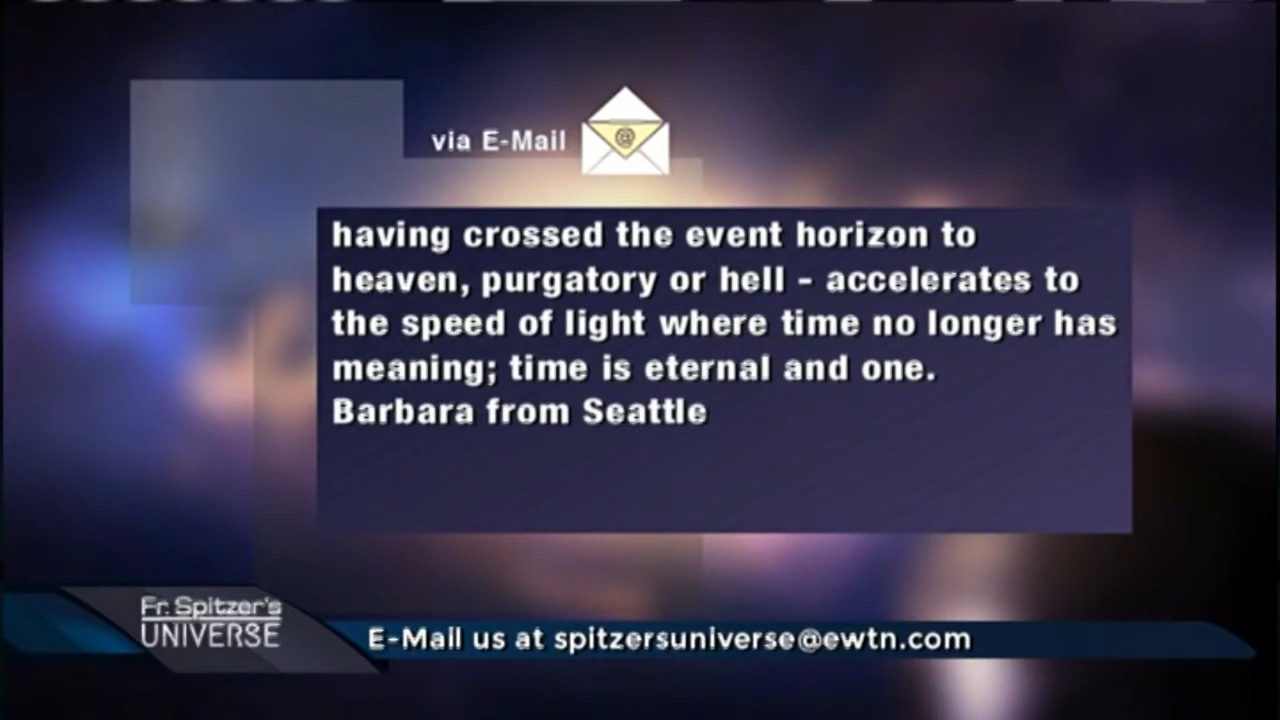 via E-Mail
@
having crossed the event horizon to
heaven, purgatory or hell - accelerates to
the speed of light where time no longer has
meaning; time is eternal and one.
Barbara from Seattle
Fr. Spitzer's
UNIVERSE
E-Mail us at spitzersuniverse@ewtn.com